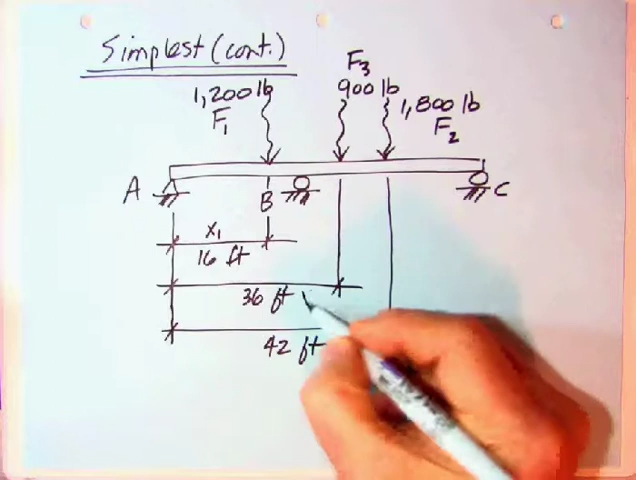 Simplest (cont.)
F3
1,200 lb
900 lb
F1
1,800 lb
F2
A
B
C
X1
16 ft
36 ft
42 ft